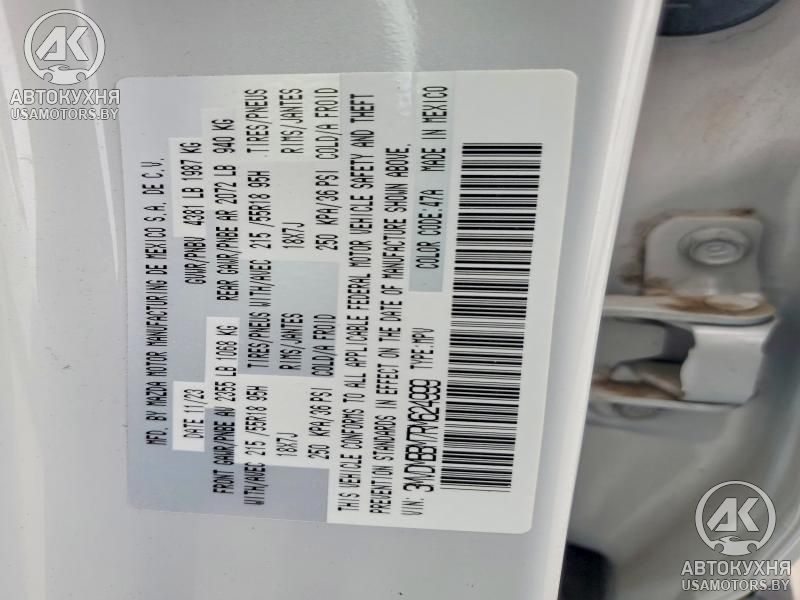 AK
АВТОКУХНЯ
USAMOTORS.BY
MFD. BY MAZDA MOTOR MANUFACTURING DE MEXICO S.A. DE C.V.
DATE 11/23 GVWR/PNBV 4381 LB 1987 KG
FRONT GAWR/PNBE AV 2355 LB 1068 KG REAR GAWR/PNBE AR 2072 LB 940 KG
WITH/AVEC 215 /55R18 95H TIRES/PNEUS WITH/AVEC 215 /55R18 95H TIRES/PNEUS
18X7J RIMS/JANTES 18X7J RIMS/JANTES
250 KPA/36 PSI COLD/A FROID 250 KPA/36 PSI COLD/A FROID
THIS VEHICLE CONFORMS TO ALL APPLICABLE FEDERAL MOTOR VEHICLE SAFETY AND THEFT
PREVENTION STANDARDS IN EFFECT ON THE DATE OF MANUFACTURE SHOWN ABOVE.
VIN: TYPE:MPV COLOR CODE:47A MADE IN MEXICO
AK
АВТОКУХНЯ
USAMOTORS.BY